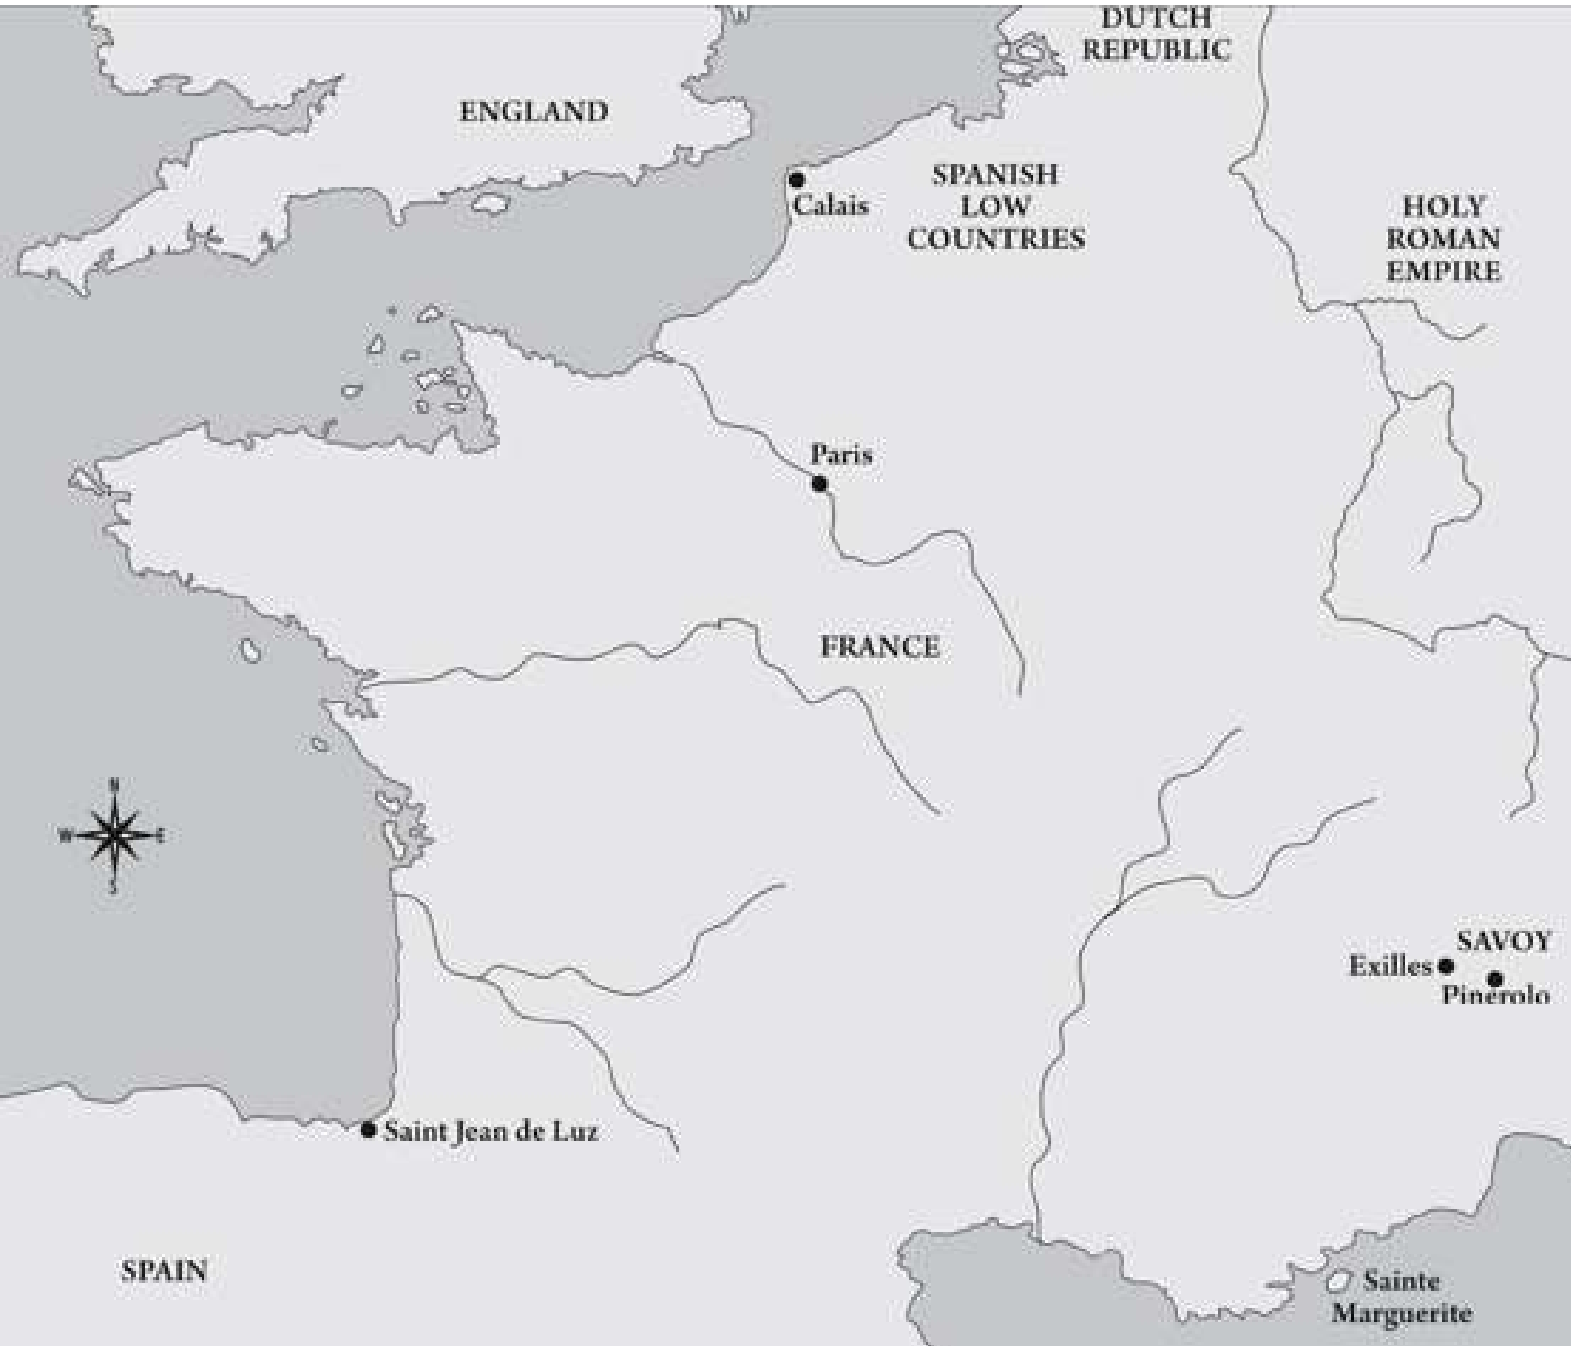 DUTCH
REPUBLIC
ENGLAND
SPANISH
LOW
COUNTRIES
Calais
HOLY
ROMAN
EMPIRE
Paris
FRANCE
N
W E
S
SAVOY
Exilles
Pinerolo
Saint Jean de Luz
SPAIN
Sainte
Marguerite